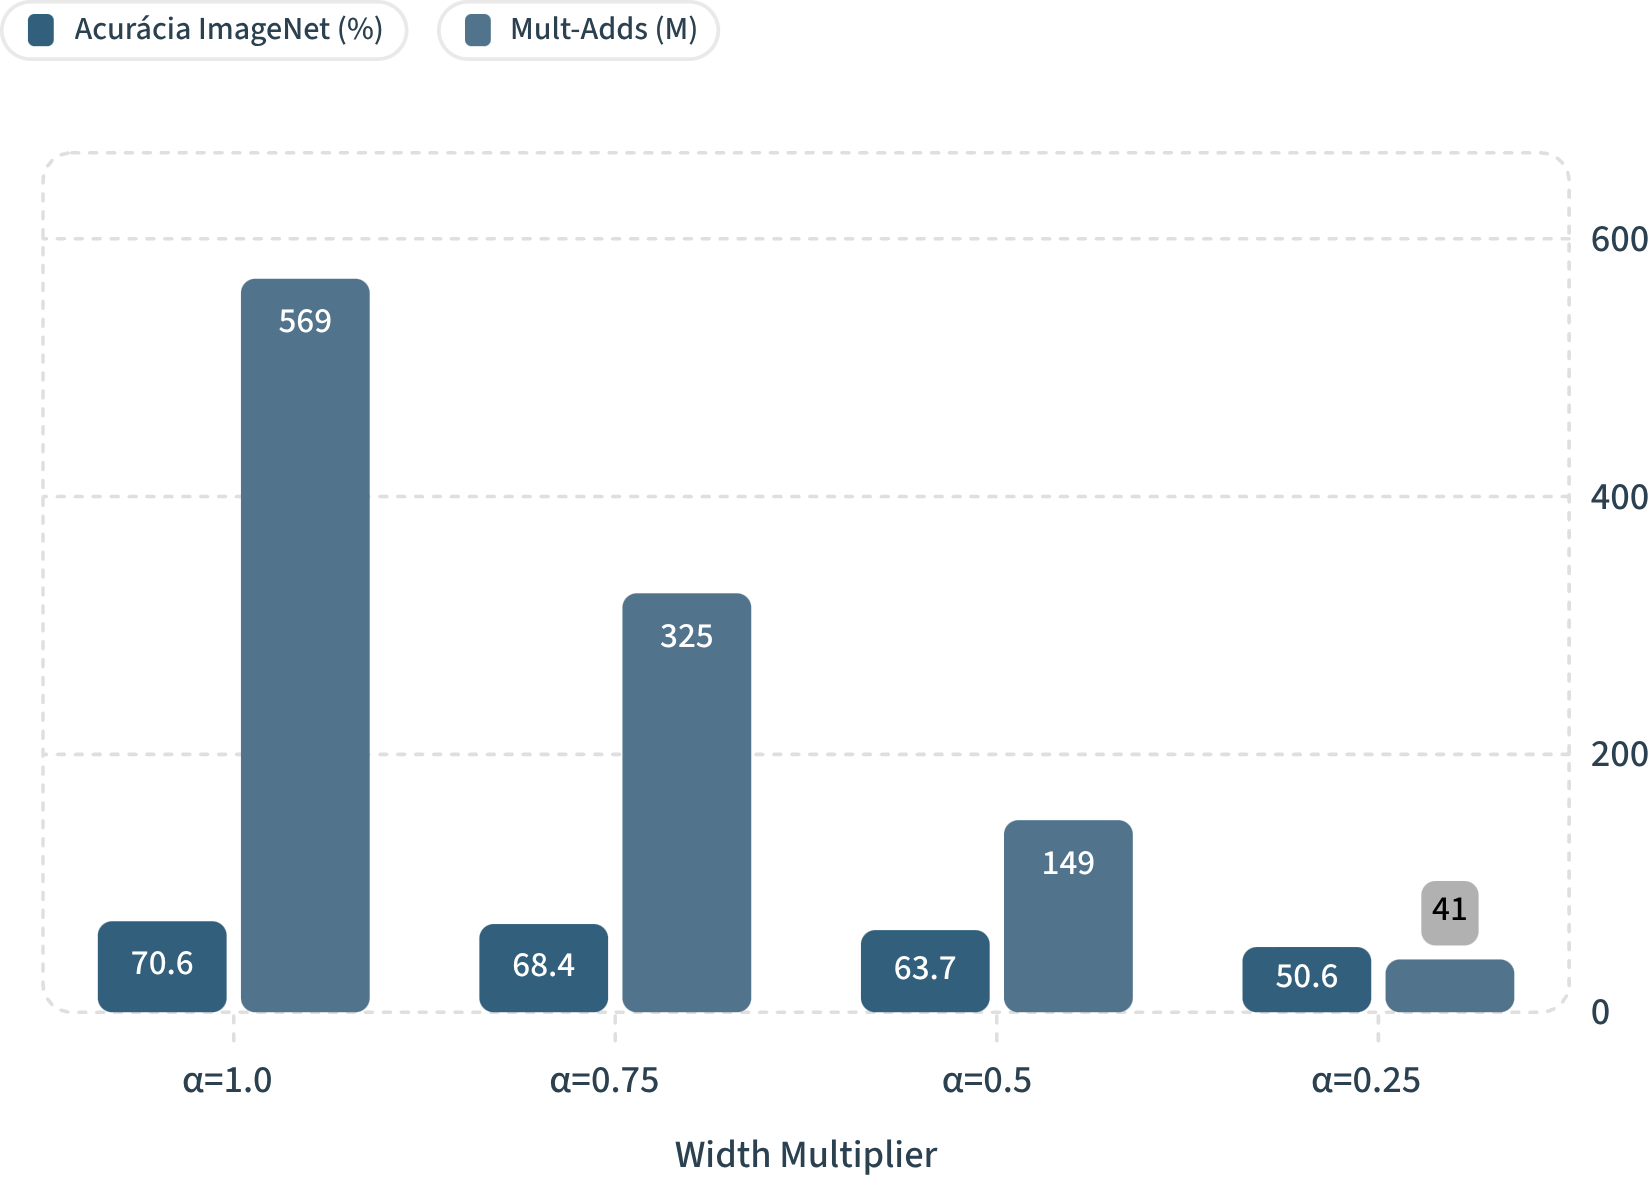 Acurácia ImageNet (%)
Mult-Adds (M)
600
569
400
325
200
149
41
70.6
68.4
63.7
50.6
0
α=1.0
α=0.75
α=0.5
α=0.25
Width Multiplier